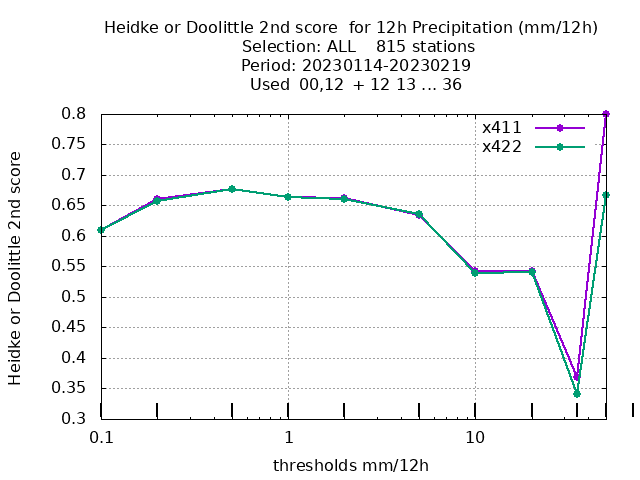 Heidke or Doolittle 2nd score  for 12h Precipitation (mm/12h)
Selection: ALL    815 stations
Period: 20230114-20230219
Used  00,12  + 12 13 ... 36
x411
x422
0.8
0.75
0.7
0.65
0.6
0.55
0.5
0.45
0.4
0.35
0.3
Heidke or Doolittle 2nd score
0.1
1
10
thresholds mm/12h